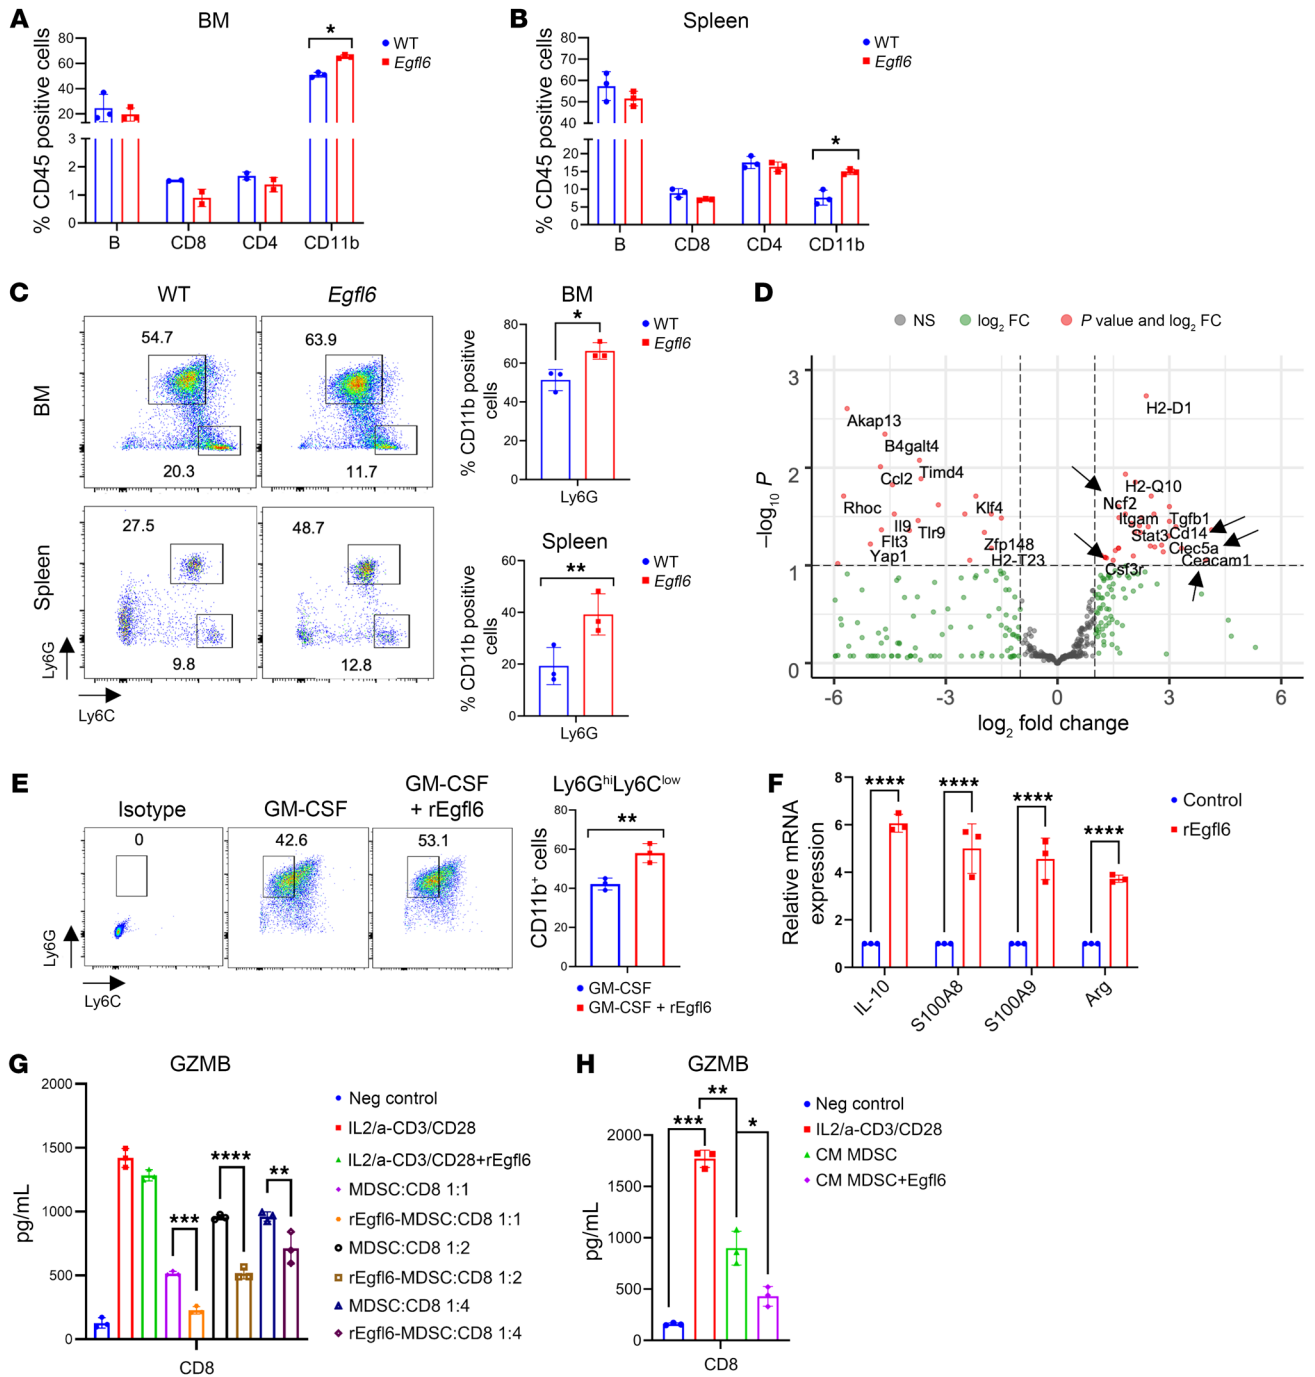 A
BM
% CD45 positive cells
80
60
40
20
3
2
1
0
B
CD8
CD4
CD11b
*
WT
Egfl6
B
Spleen
% CD45 positive cells
80
70
60
50
40
20
15
10
5
0
B
CD8
CD4
CD11b
*
WT
Egfl6
C
WT
Egfl6
BM
54.7
20.3
63.9
11.7
Spleen
27.5
9.8
48.7
12.8
Ly6G
Ly6C
BM
% CD11b positive
cells
80
60
40
20
0
*
Ly6G
WT
Egfl6
Spleen
% CD11b positive
cells
60
40
20
0
**
Ly6G
WT
Egfl6
D
NS
log2 FC
P value and log2 FC
–log10 P
3
2
1
0
Akap13
B4galt4
Ccl2
Timd4
Rhoc
Il9
Flt3
Tlr9
Yap1
Klf4
Zfp148
H2-T23
H2-D1
H2-Q10
Ncf2
Itgam
Tgfb1
Stat3
Cd14
Clec5a
Ceacam1
Csf3r
-6
-3
0
3
6
log2 fold change
E
Isotype
GM-CSF
GM-CSF
+ rEgfl6
0
42.6
53.1
Ly6G
Ly6C
Ly6GhiLy6Clow
CD11b+ cells
80
60
40
20
0
**
GM-CSF
GM-CSF + rEgfl6
F
Relative mRNA
expression
8
6
4
2
0
****
****
****
****
IL-10
S100A8
S100A9
Arg
Control
rEgfl6
G
GZMB
pg/mL
2000
1500
1000
500
0
***
****
**
CD8
Neg control
IL2/a-CD3/CD28
IL2/a-CD3/CD28+rEgfl6
MDSC:CD8 1:1
rEgfl6-MDSC:CD8 1:1
MDSC:CD8 1:2
rEgfl6-MDSC:CD8 1:2
MDSC:CD8 1:4
rEgfl6-MDSC:CD8 1:4
H
GZMB
pg/mL
2000
1500
1000
500
0
***
**
*
CD8
Neg control
IL2/a-CD3/CD28
CM MDSC
CM MDSC+Egfl6